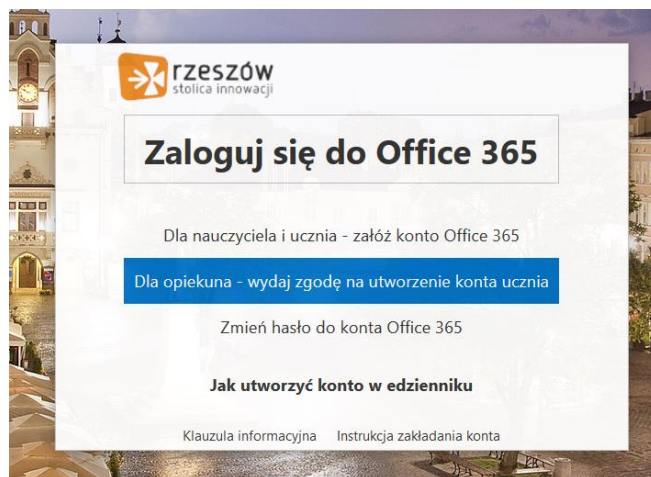 rzeszów
stolica innowacji
Zaloguj się do Office 365
Dla nauczyciela i ucznia - załóż konto Office 365
Dla opiekuna - wydaj zgodę na utworzenie konta ucznia
Zmień hasło do konta Office 365
Jak utworzyć konto w edzienniku
Klauzula informacyjna Instrukcja zakładania konta